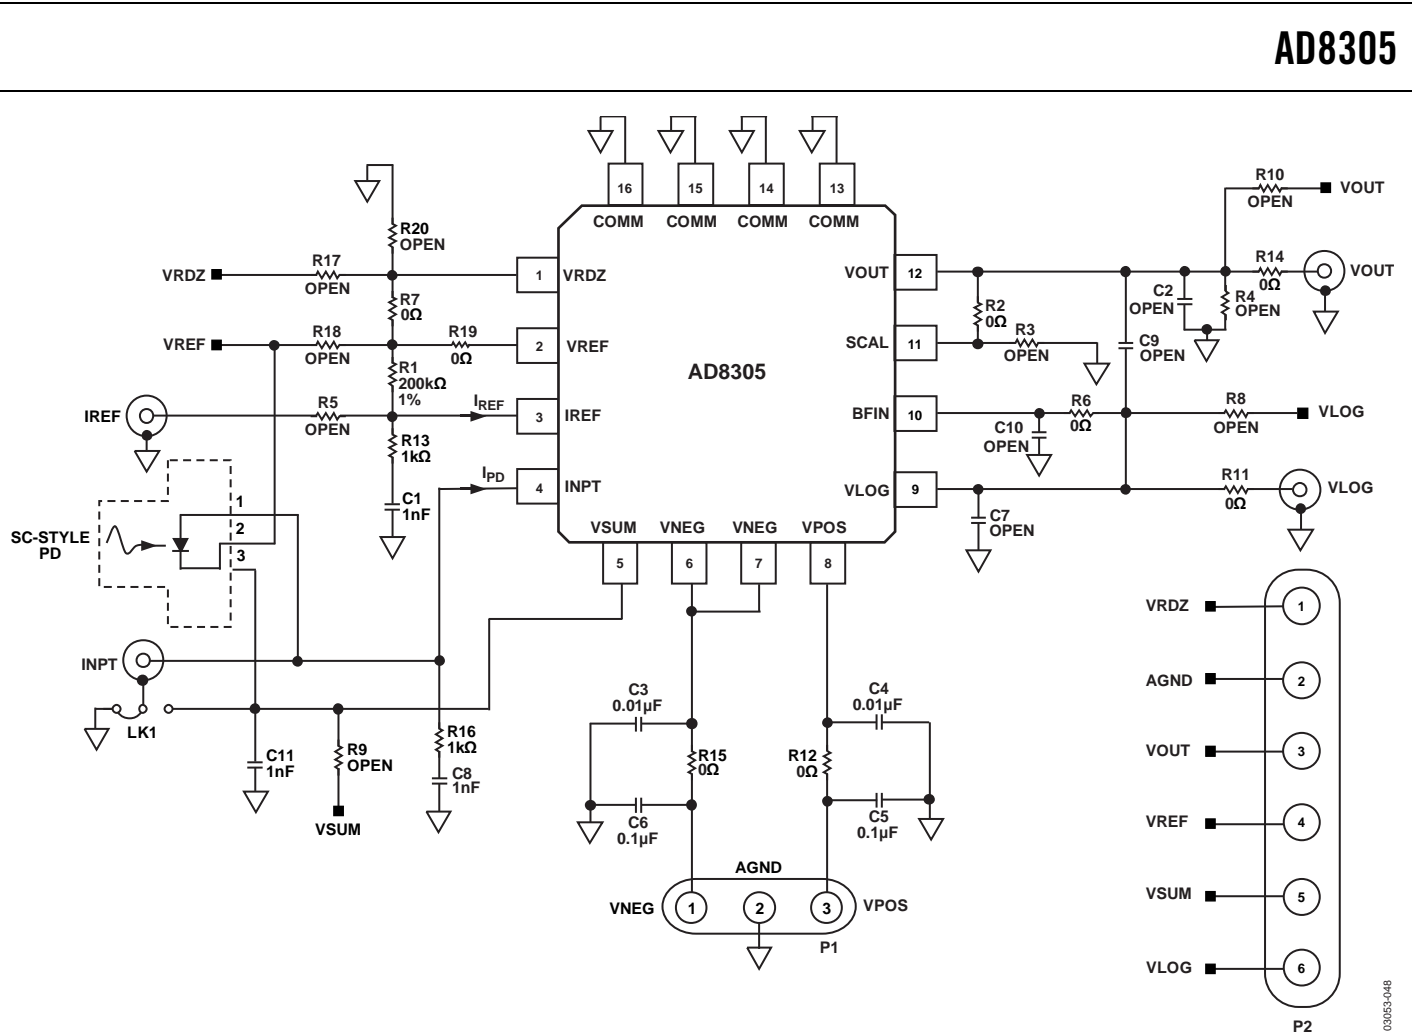 AD8305
16
15
14
13
COMM
COMM
COMM
COMM
R10
OPEN
VOUT
R20
OPEN
VRDZ
R17
OPEN
1
VRDZ
VOUT
12
R14
0Ω
VOUT
R7
0Ω
R2
0Ω
C2
OPEN
R4
OPEN
VREF
R18
OPEN
R19
0Ω
2
VREF
SCAL
11
R3
OPEN
C9
OPEN
AD8305
R1
200kΩ
1%
IREF
R5
OPEN
IREF
3
IREF
BFIN
10
C10
OPEN
R6
0Ω
R8
OPEN
VLOG
R13
1kΩ
IPD
4
INPT
VLOG
9
R11
0Ω
VLOG
C1
1nF
C7
OPEN
SC-STYLE
PD
1
2
3
VSUM
VNEG
VNEG
VPOS
5
6
7
8
INPT
LK1
C11
1nF
R9
OPEN
VSUM
R16
1kΩ
C8
1nF
C3
0.01µF
C4
0.01µF
R15
0Ω
R12
0Ω
C6
0.1µF
C5
0.1µF
AGND
VNEG
1
2
3
VPOS
P1
VRDZ
1
AGND
2
VOUT
3
VREF
4
VSUM
5
VLOG
6
P2
03053-048